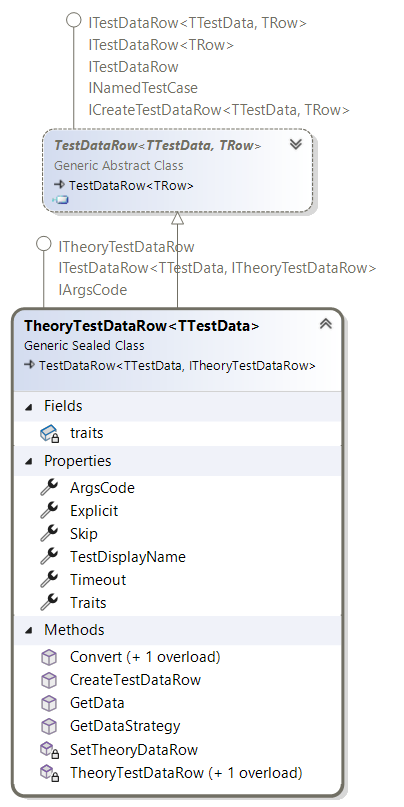 ITestDataRow<TTestData, TRow>
ITestDataRow<TRow>
ITestDataRow
INamedTestCase
ICreateTestDataRow<TTestData, TRow>
TestDataRow<TTestData, TRow>
Generic Abstract Class
TestDataRow<TRow>
ITheoryTestDataRow
ITestDataRow<TTestData, ITheoryTestDataRow>
IArgsCode
TheoryTestDataRow<TTestData>
Generic Sealed Class
TestDataRow<TTestData, ITheoryTestDataRow>
Fields
traits
Properties
ArgsCode
Explicit
Skip
TestDisplayName
Timeout
Traits
Methods
Convert (+ 1 overload)
CreateTestDataRow
GetData
GetDataStrategy
SetTheoryDataRow
TheoryTestDataRow (+ 1 overload)